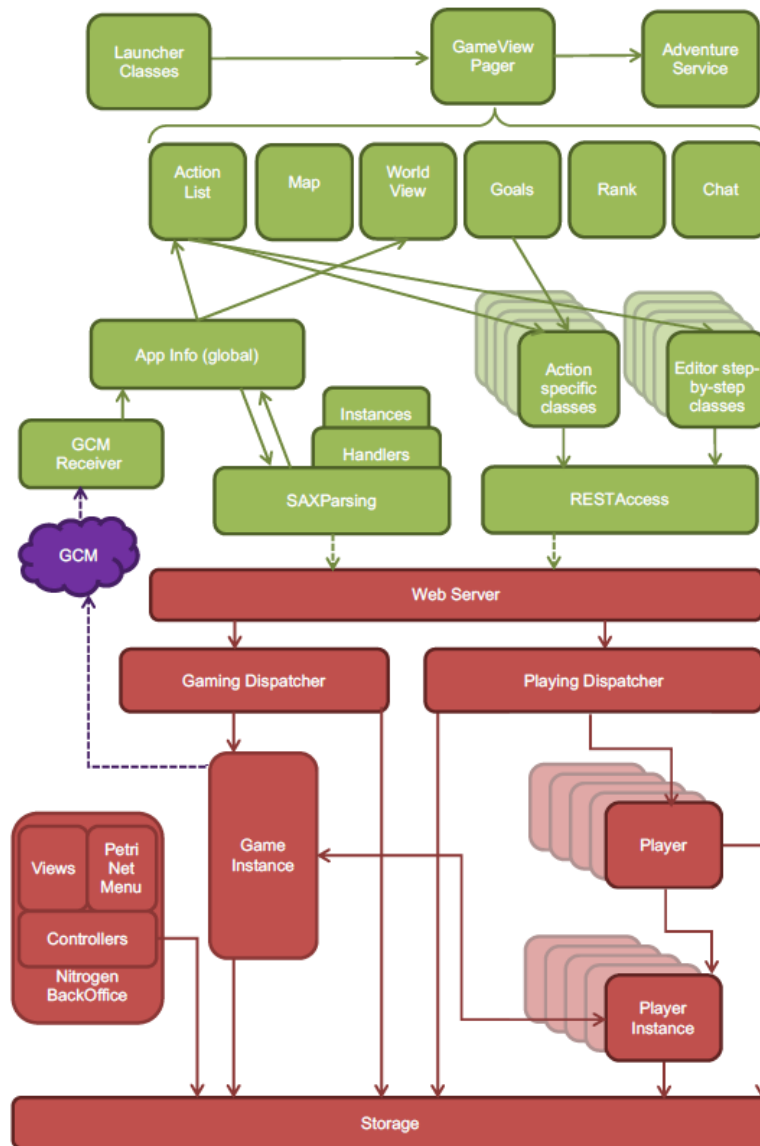 Launcher
Classes
GameView
Pager
Adventure
Service
Action
List
Map
World
View
Goals
Rank
Chat
App Info (global)
Action
specific
classes
Editor step-
by-step
classes
Instances
Handlers
GCM
Receiver
SAXParsing
RESTAccess
GCM
Web Server
Gaming Dispatcher
Playing Dispatcher
Game
Instance
Player
Views
Petri
Net
Menu
Controllers
Nitrogen
BackOffice
Player
Instance
Storage